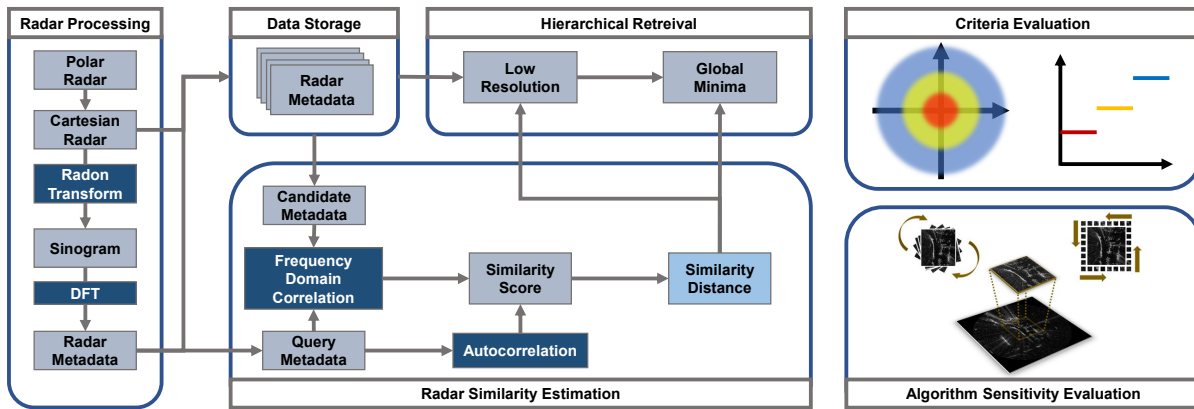 Radar Processing
Polar
Radar
Cartesian
Radar
Radon
Transform
Sinogram
DFT
Radar
Metadata
Data Storage
Radar
Metadata
Hierarchical Retreival
Low
Resolution
Global
Minima
Candidate
Metadata
Frequency
Domain
Correlation
Query
Metadata
Similarity
Score
Autocorrelation
Similarity
Distance
Radar Similarity Estimation
Criteria Evaluation
Algorithm Sensitivity Evaluation